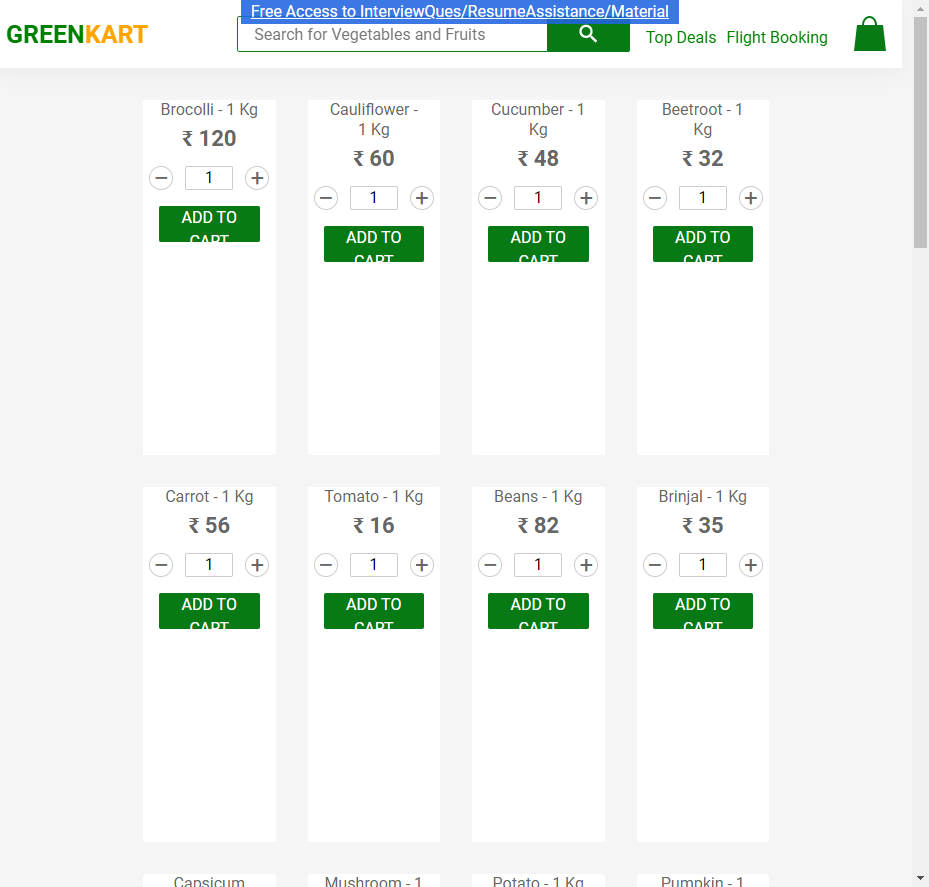 Free Access to InterviewQues/ResumeAssistance/Material
GREENKART
Search for Vegetables and Fruits
Top Deals Flight Booking
Brocolli - 1 Kg
₹ 120
1
ADD TO
CART
Cauliflower -
1 Kg
₹ 60
1
ADD TO
CART
Cucumber - 1
Kg
₹ 48
1
ADD TO
CART
Beetroot - 1
Kg
₹ 32
1
ADD TO
CART
Carrot - 1 Kg
₹ 56
1
ADD TO
CART
Tomato - 1 Kg
₹ 16
1
ADD TO
CART
Beans - 1 Kg
₹ 82
1
ADD TO
CART
Brinjal - 1 Kg
₹ 35
1
ADD TO
CART
Capsicum
Mushroom - 1
Potato - 1 Kg
Pumpkin - 1